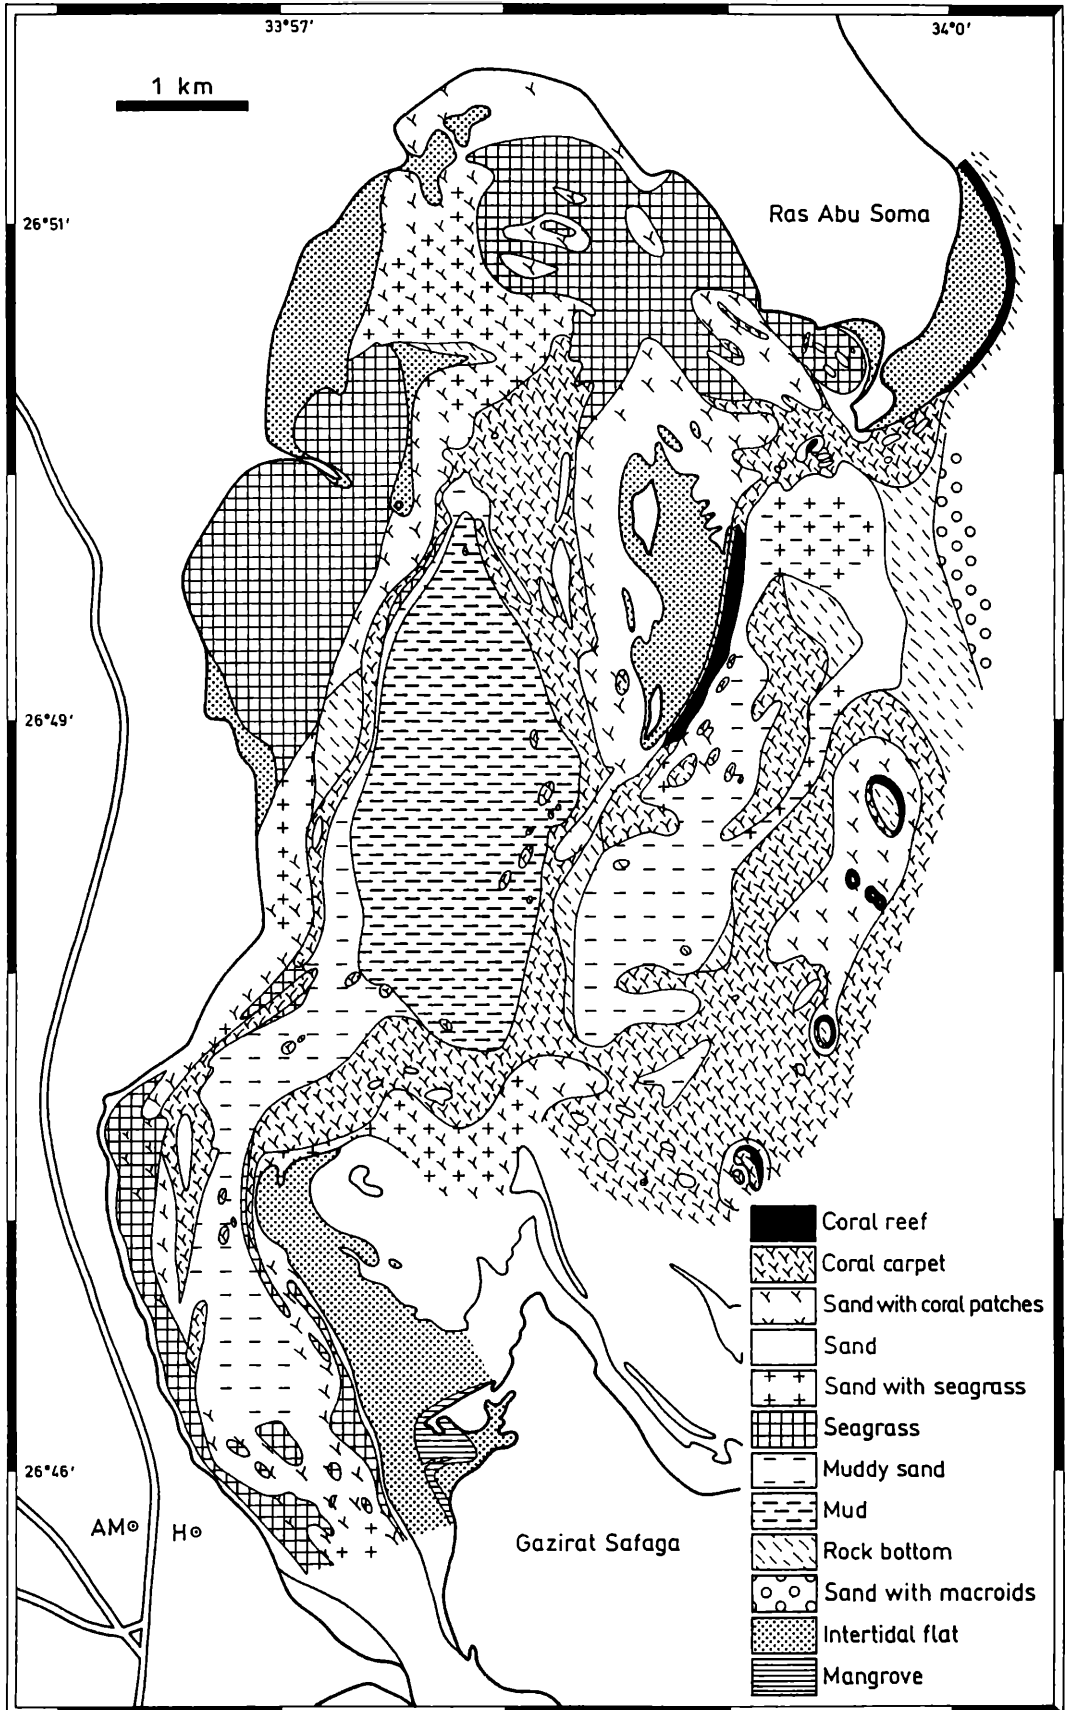 33°57'
34°0'
1 km
26°51'
Ras Abu Soma
26°49'
Coral reef
Coral carpet
Sand with coral patches
Sand
Sand with seagrass
Seagrass
Muddy sand
26°46'
Mud
AM
H
Gazirat Safaga
Rock bottom
Sand with macroids
Intertidal flat
Mangrove